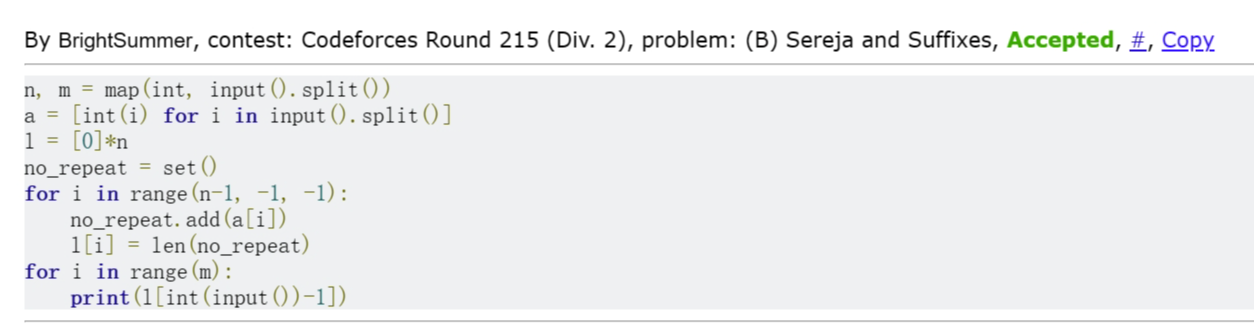 By BrightSummer, contest: Codeforces Round 215 (Div. 2), problem: (B) Sereja and Suffixes, Accepted, #, Copy
n, m = map(int, input().split())
a = [int(i) for i in input().split()]
l = [0]*n
no_repeat = set()
for i in range(n-1, -1, -1):
    no_repeat.add(a[i])
    l[i] = len(no_repeat)
for i in range(m):
    print(l[int(input())-1])